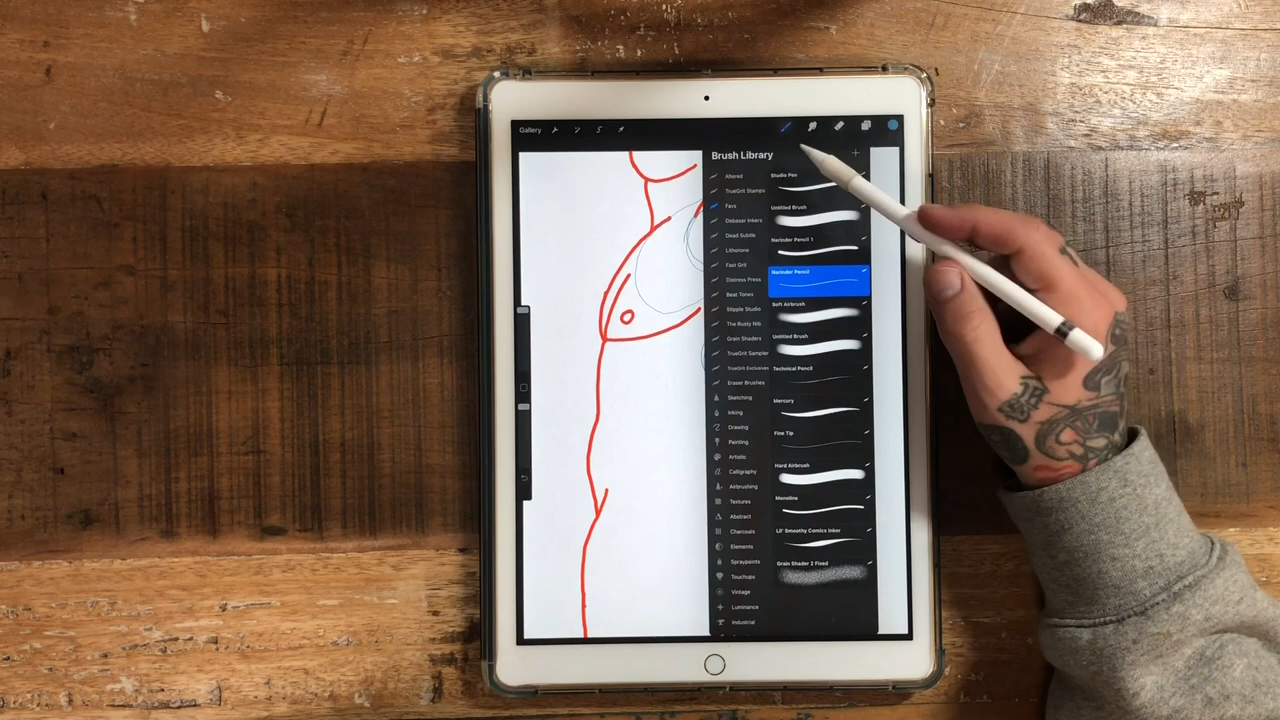 Gallery
Brush Library
Altered
TrueGrit Stamps
Favs
Debaser Inkers
Dead Subtle
Lithotone
Fast Grit
Distress Press
Beat Tones
Stipple Studio
The Rusty Nib
Grain Shaders
TrueGrit Sampler
TrueGrit Exclusives
Eraser Brushes
Sketching
Inking
Drawing
Painting
Artistic
Calligraphy
Airbrushing
Textures
Abstract
Charcoals
Elements
Spraypaints
Touchups
Vintage
Luminance
Industrial
Studio Pen
Untitled Brush
Narinder Pencil 1
Narinder Pencil
Soft Airbrush
Untitled Brush
Technical Pencil
Mercury
Fine Tip
Hard Airbrush
Monoline
Lil' Smoothy Comics Inker
Grain Shader 2 Fixed